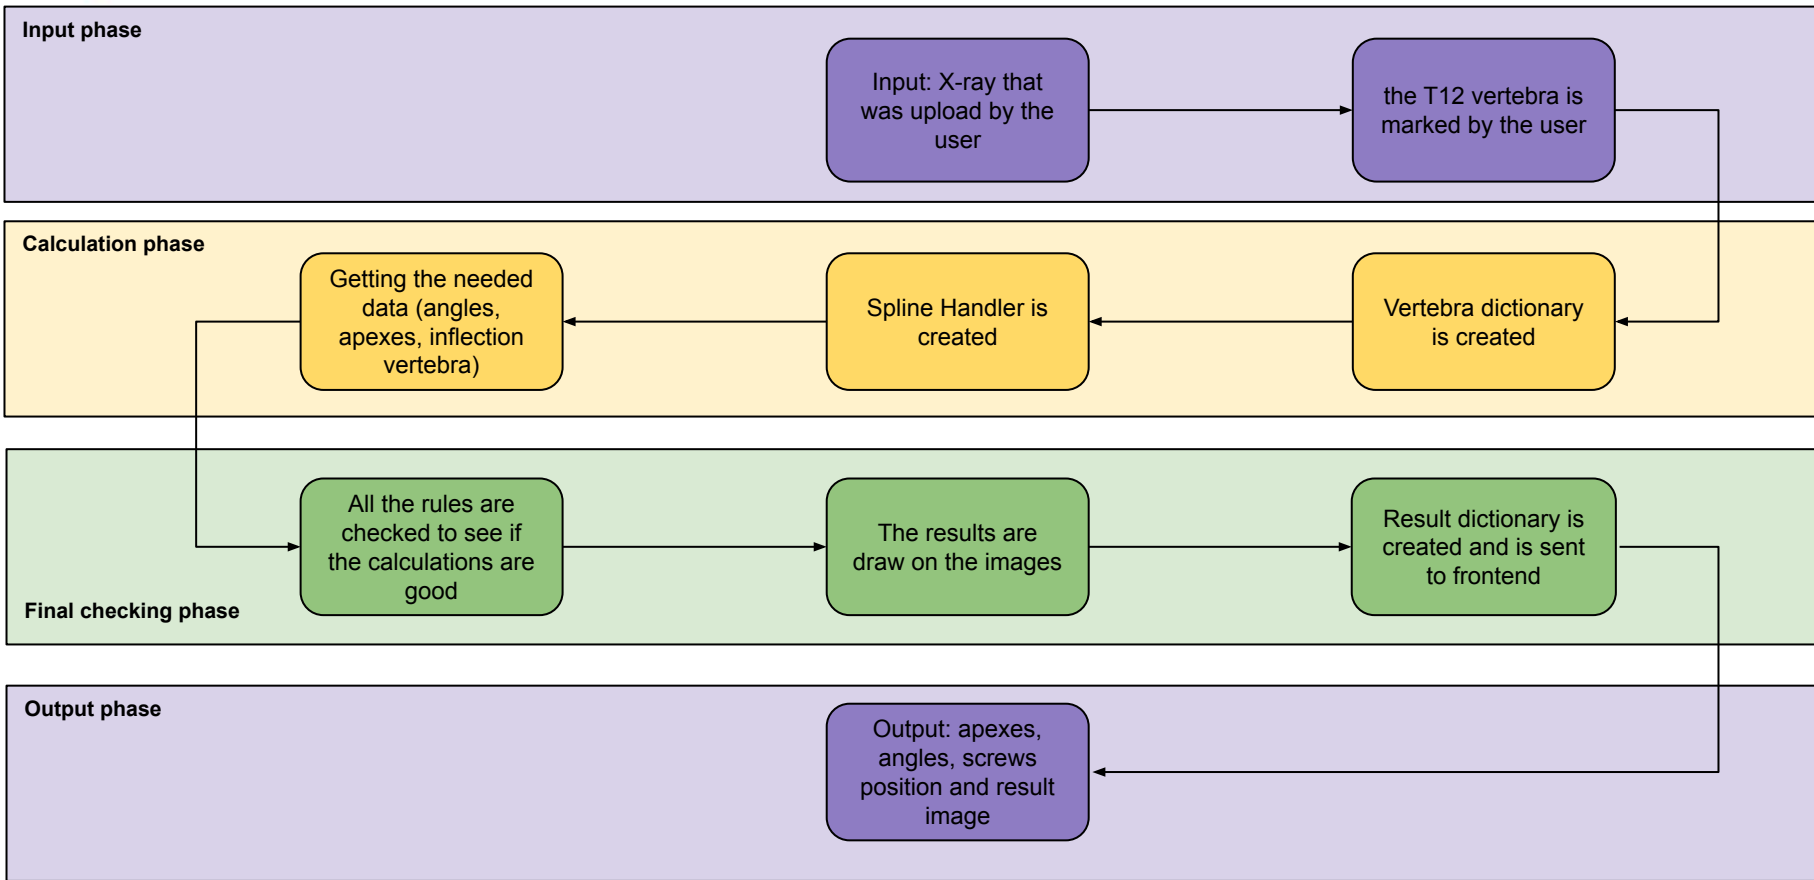 Input phase
Input: X-ray that
was upload by the
user
the T12 vertebra is
marked by the user
Calculation phase
Getting the needed
data (angles,
apexes, inflection
vertebra)
Spline Handler is
created
Vertebra dictionary
is created
All the rules are
checked to see if
the calculations are
good
The results are
draw on the images
Result dictionary is
created and is sent
to frontend
Final checking phase
Output phase
Output: apexes,
angles, screws
position and result
image